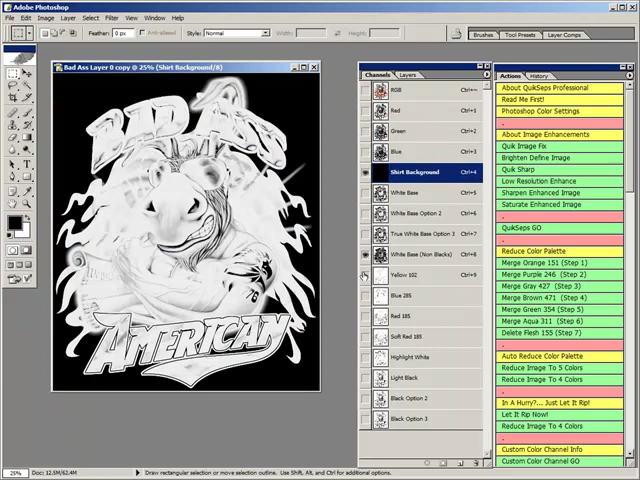 Adobe Photoshop
File Edit Image Layer Select Filter View Window Help
Feather: 0 px Anti-aliased Style: Normal Width: Height: Brushes Tool Presets Layer Comps
Bad Ass Layer 0 copy @ 25% (Shirt Background/8)
BAD ASS
AMERICAN
76
Channels Layers
RGB Ctrl+~
Red Ctrl+1
Green Ctrl+2
Blue Ctrl+3
Shirt Background Ctrl+4
White Base Ctrl+5
White Base Option 2 Ctrl+6
True White Base Option 3 Ctrl+7
White Base (Non Blacks) Ctrl+8
Yellow 102 Ctrl+9
Blue 285
Red 185
Soft Red 185
Highlight White
Light Black
Black Option 2
Black Option 3
Actions History
About QuikSeps Professional
Read Me First!
Photoshop Color Settings
.
About Image Enhancements
Quik Image Fix
Brighten Define Image
Quik Sharp
Low Resolution Enhance
Sharpen Enhanced Image
Saturate Enhanced Image
.
QuikSeps GO
.
Reduce Color Palette
Merge Orange 151 (Step 1)
Merge Purple 246 (Step 2)
Merge Gray 427 (Step 3)
Merge Brown 471 (Step 4)
Merge Green 354 (Step 5)
Merge Aqua 311 (Step 6)
Delete Flesh 155 (Step 7)
.
Auto Reduce Color Palette
Reduce Image To 5 Colors
Reduce Image To 4 Colors
.
In A Hurry?... Just Let It Rip!
Let It Rip Now!
Reduce Image To 4 Colors
.
Custom Color Channel Info
Custom Color Channel GO
25% Doc: 12.5M/62.4M Draw rectangular selection or move selection outline. Use Shift, Alt, and Ctrl for additional options.